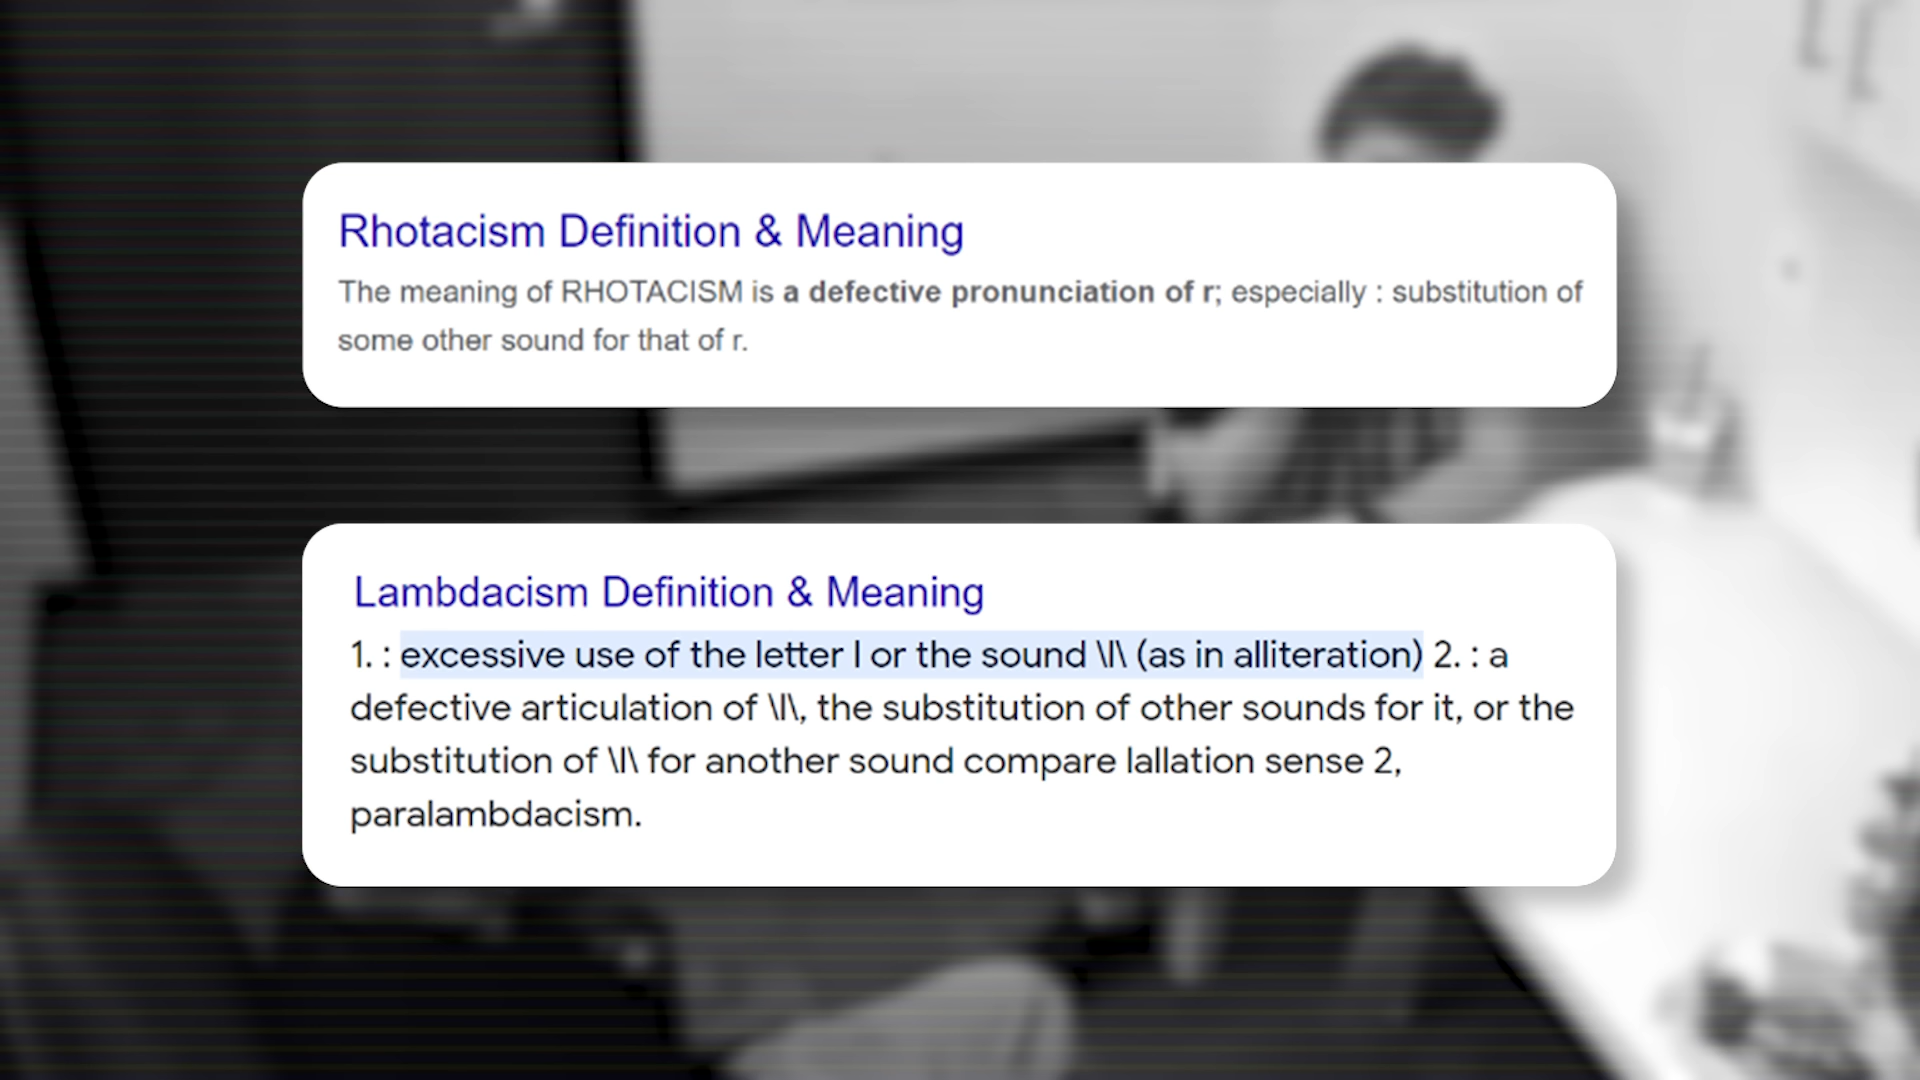 Rhotacism Definition & Meaning
The meaning of RHOTACISM is a defective pronunciation of r; especially : substitution of
some other sound for that of r.
Lambdacism Definition & Meaning
1. : excessive use of the letter l or the sound \l\ (as in alliteration) 2. : a
defective articulation of \l\, the substitution of other sounds for it, or the
substitution of \l\ for another sound compare lallation sense 2,
paralambdacism.